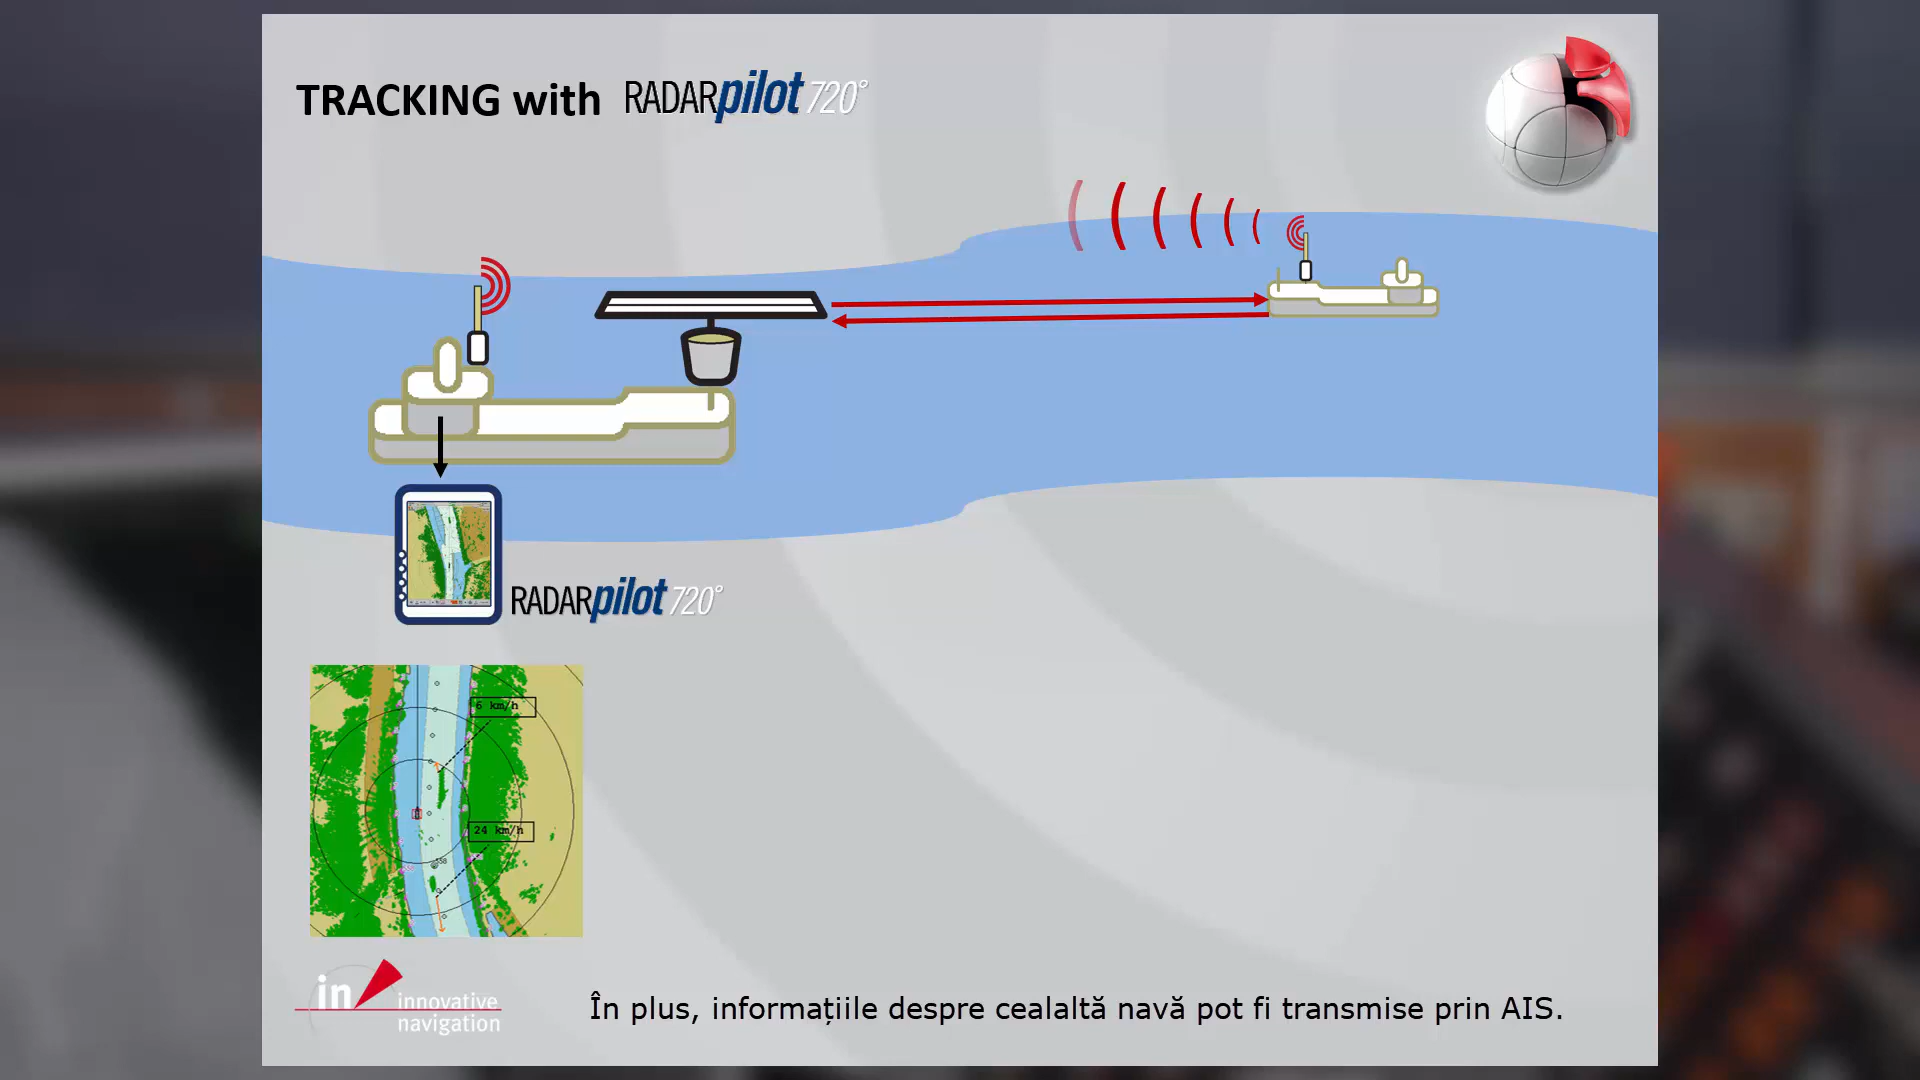 TRACKING with RADARpilot 720°
RADARpilot 720°
6 km/h
24 km/h
558
in innovative
navigation
În plus, informațiile despre cealaltă navă pot fi transmise prin AIS.